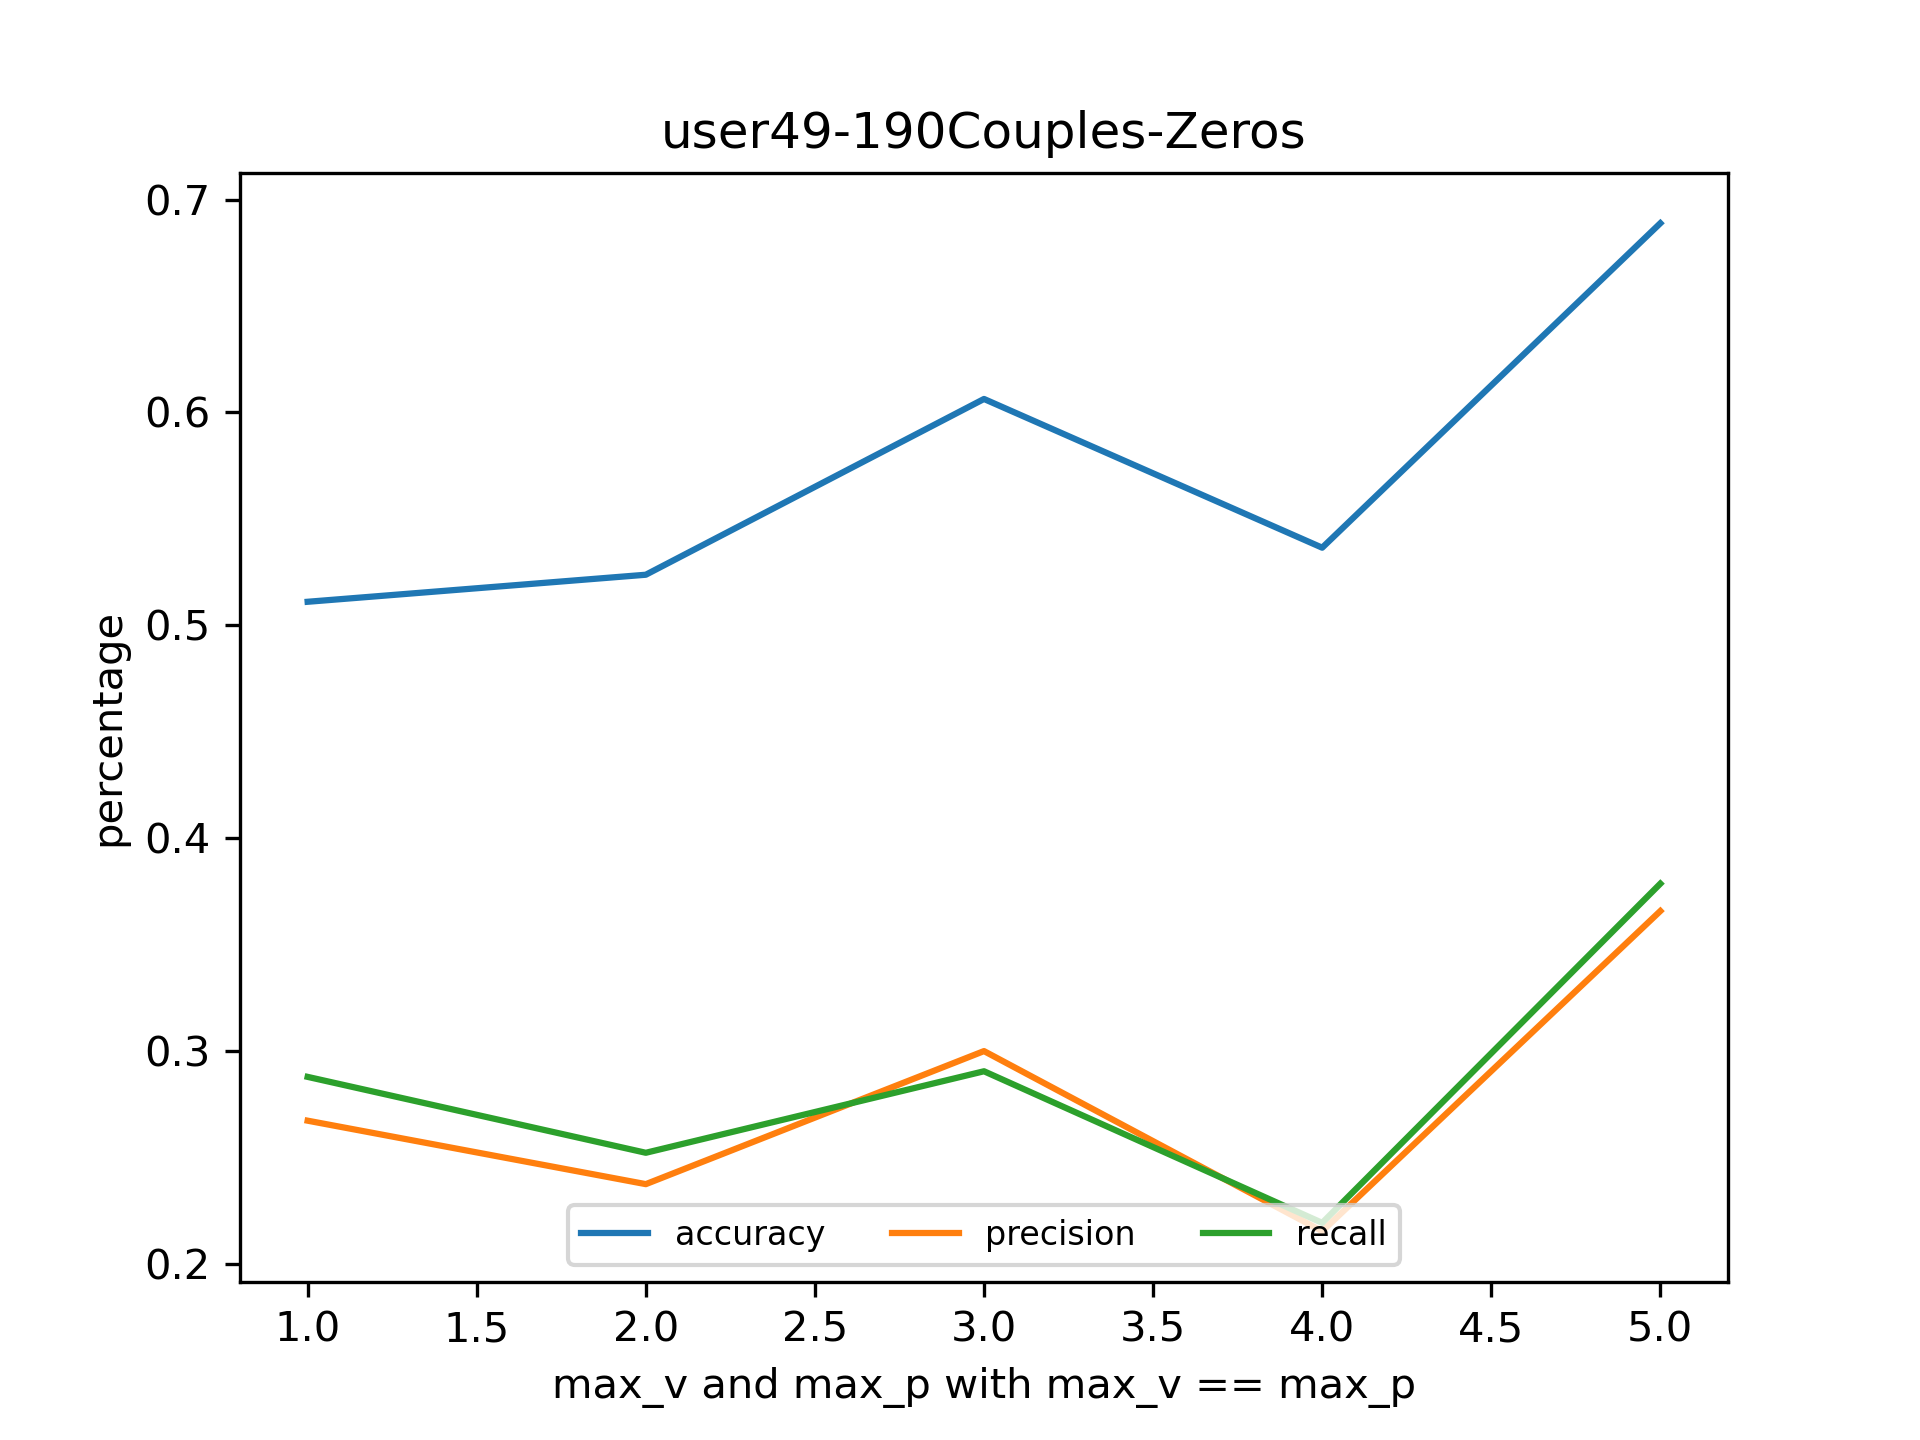 user49-190Couples-Zeros
0.7
0.6
0.5
0.4
0.3
0.2
percentage
accuracy precision recall
1.0 1.5 2.0 2.5 3.0 3.5 4.0 4.5 5.0
max_v and max_p with max_v == max_p